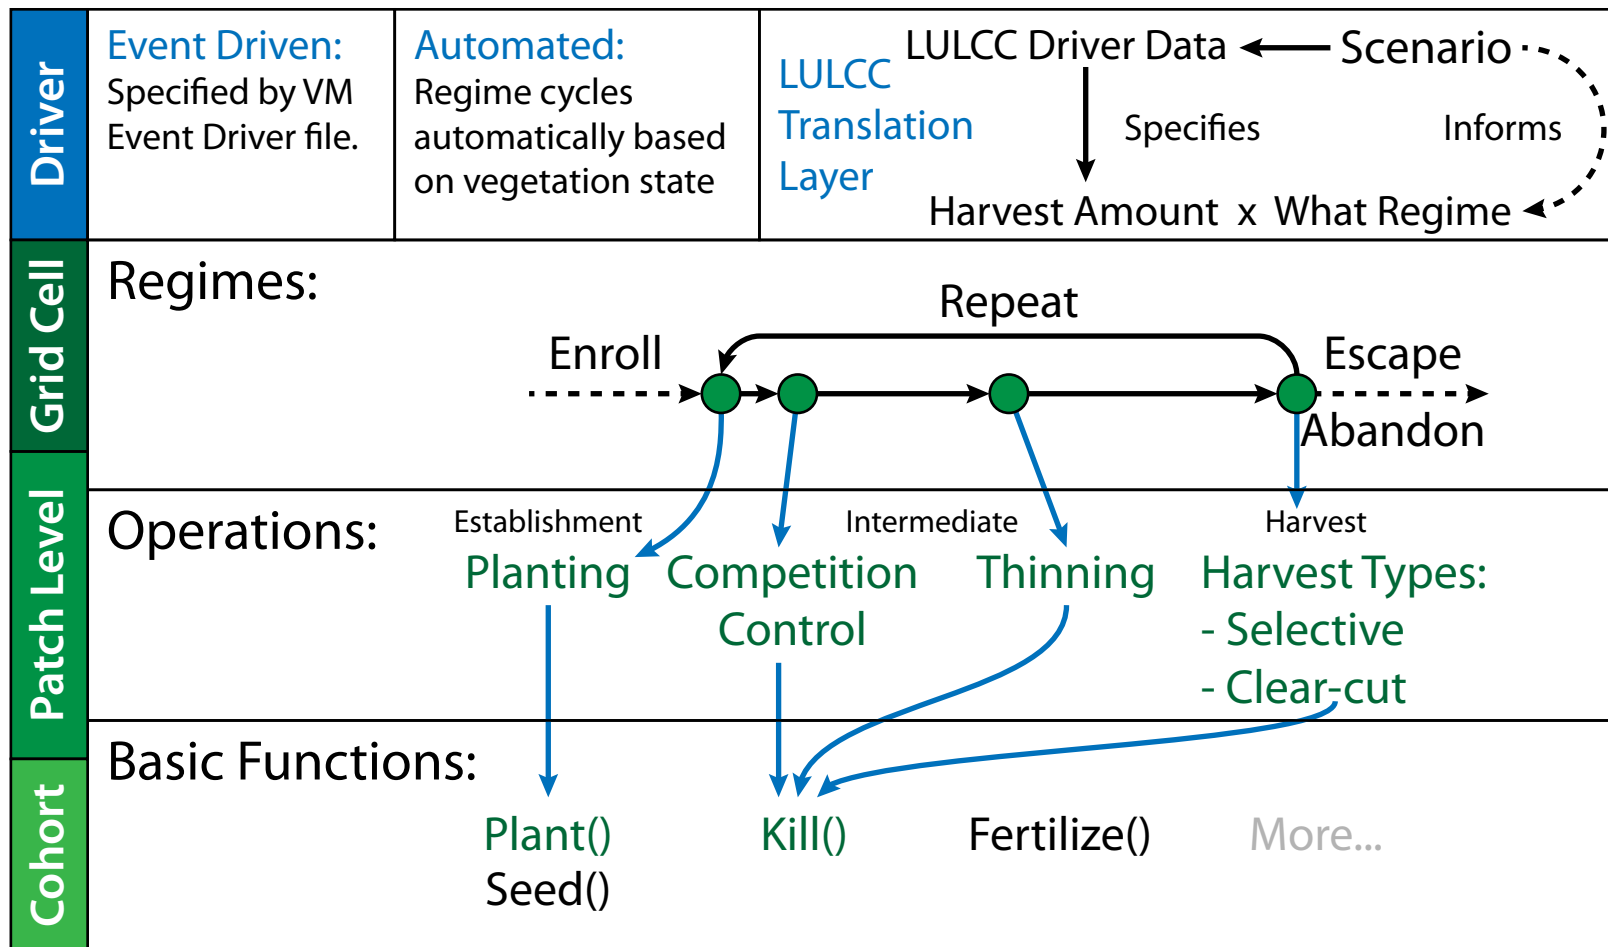 Driver
Event Driven:
Specified by VM
Event Driver file.
Automated:
Regime cycles
automatically based
on vegetation state
LULCC
Translation
Layer
LULCC Driver Data
Scenario
Specifies
Informs
Harvest Amount x What Regime
Grid Cell
Regimes:
Repeat
Enroll
Escape
Abandon
Patch Level
Operations:
Establishment
Intermediate
Harvest
Planting
Competition
Control
Thinning
Harvest Types:
- Selective
- Clear-cut
Cohort
Basic Functions:
Plant()
Seed()
Kill()
Fertilize()
More...